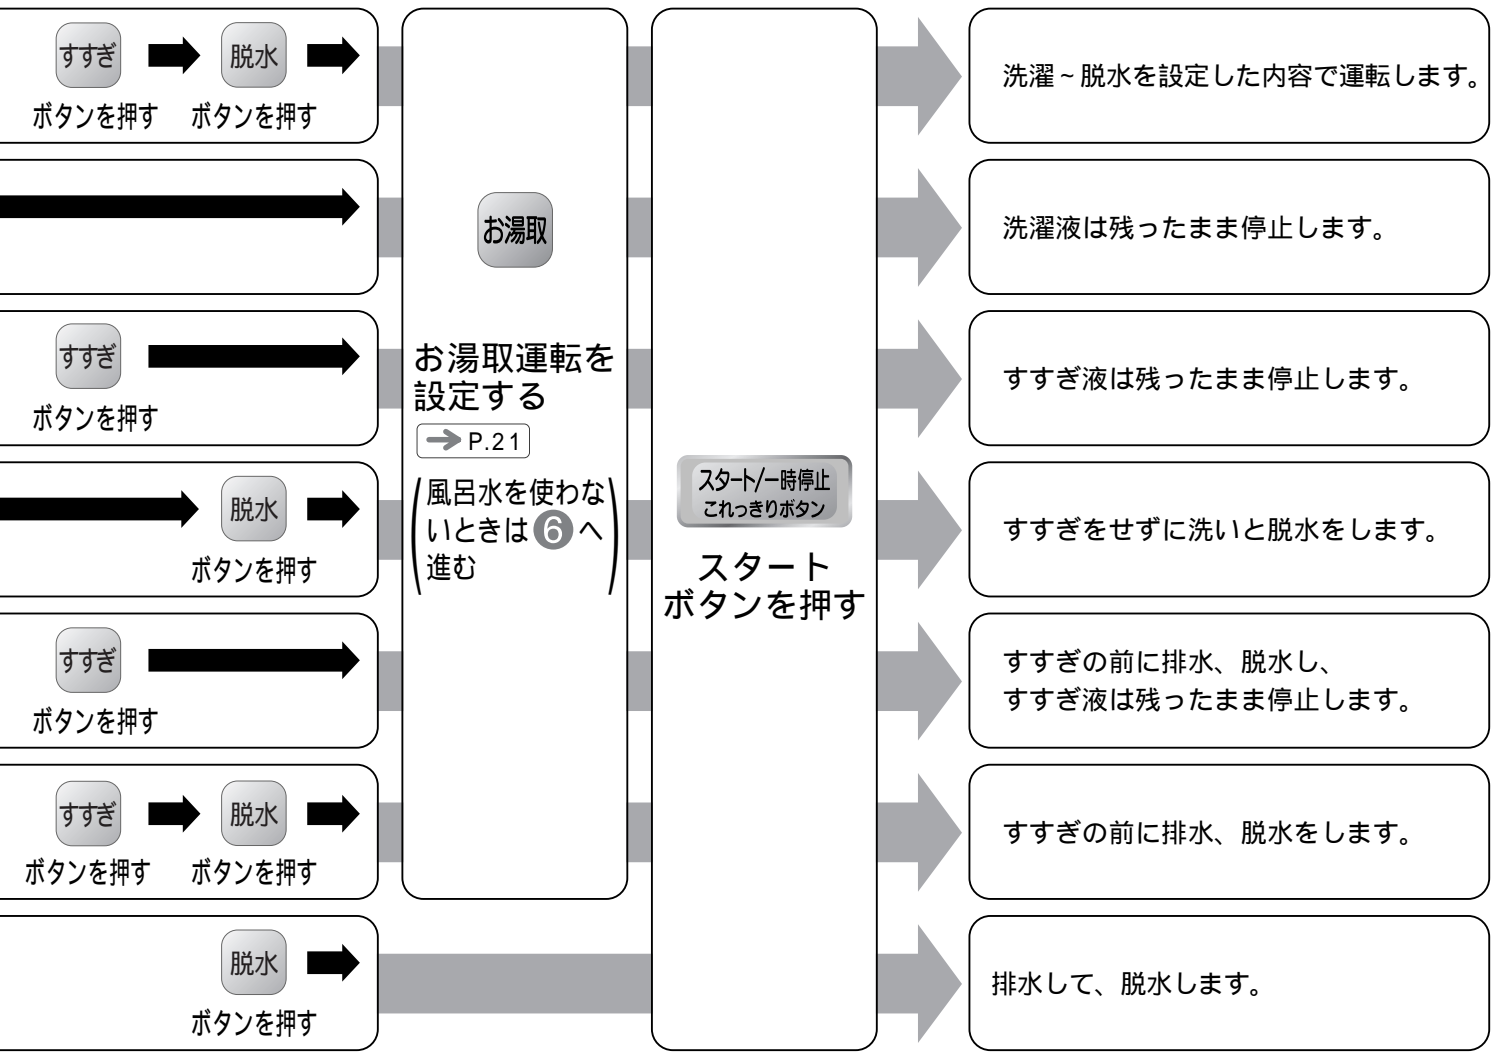 すすぎ
脱水
ボタンを押す
ボタンを押す
洗濯~脱水を設定した内容で運転します。
洗濯液は残ったまま停止します。
すすぎ
ボタンを押す
すすぎ液は残ったまま停止します。
脱水
ボタンを押す
すすぎをせずに洗いと脱水をします。
すすぎ
ボタンを押す
すすぎの前に排水、脱水し、
すすぎ液は残ったまま停止します。
すすぎ
脱水
ボタンを押す
ボタンを押す
すすぎの前に排水、脱水をします。
脱水
ボタンを押す
排水して、脱水します。
お湯取
お湯取運転を
設定する
→ P.21
(風呂水を使わな
いときは6へ
進む)
スタート/一時停止
これっきりボタン
スタート
ボタンを押す